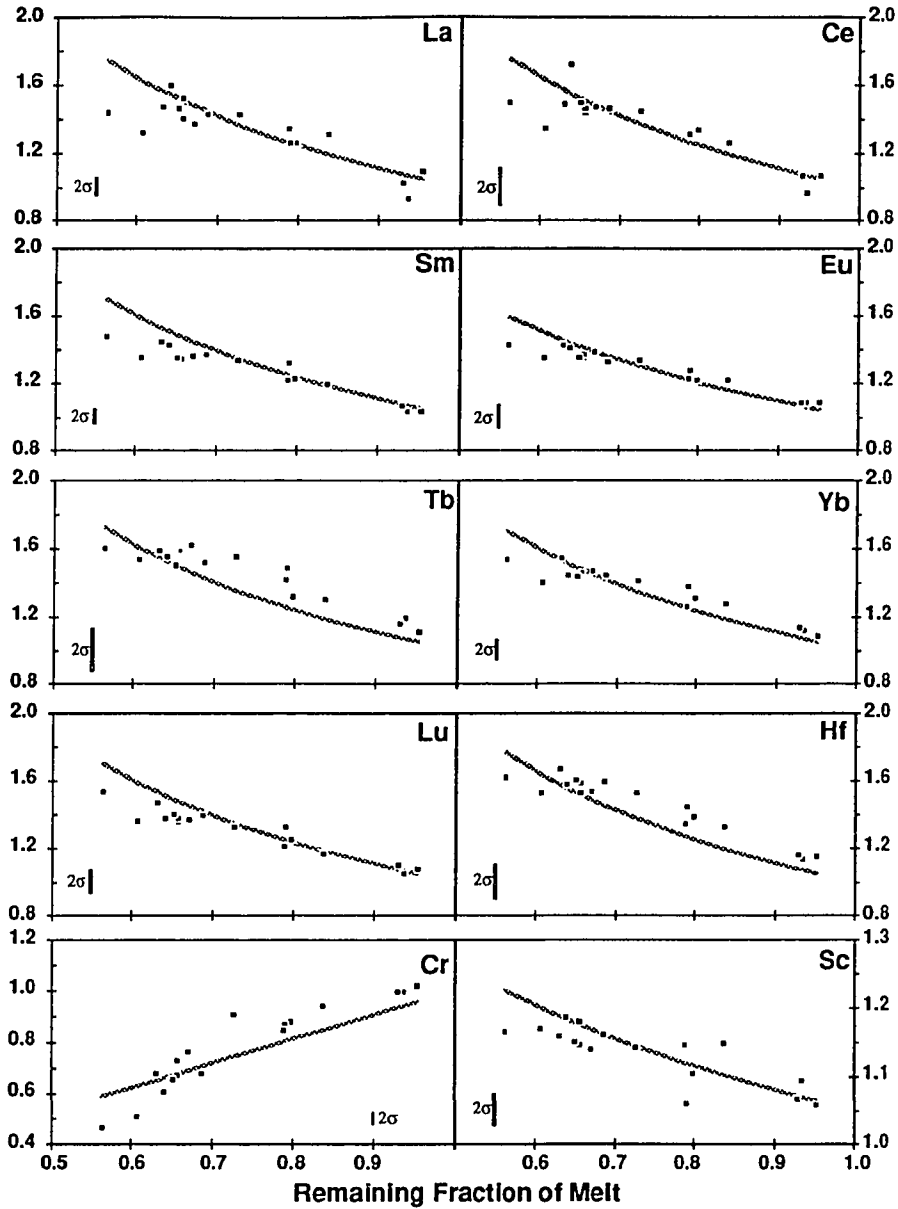 2.0 La Ce 2.0
1.6 1.6
1.2 1.2
2σ 2σ
0.8 0.8
2.0 Sm Eu 2.0
1.6 1.6
1.2 1.2
2σ 2σ
0.8 0.8
2.0 Tb Yb 2.0
1.6 1.6
1.2 1.2
2σ 2σ
0.8 0.8
2.0 Lu Hf 2.0
1.6 1.6
1.2 1.2
2σ 2σ
0.8 0.8
1.2 Cr Sc 1.3
1.0 1.2
0.8
0.6 2σ 1.1
2σ
0.4 1.0
0.5 0.6 0.7 0.8 0.9 0.6 0.7 0.8 0.9 1.0
Remaining Fraction of Melt